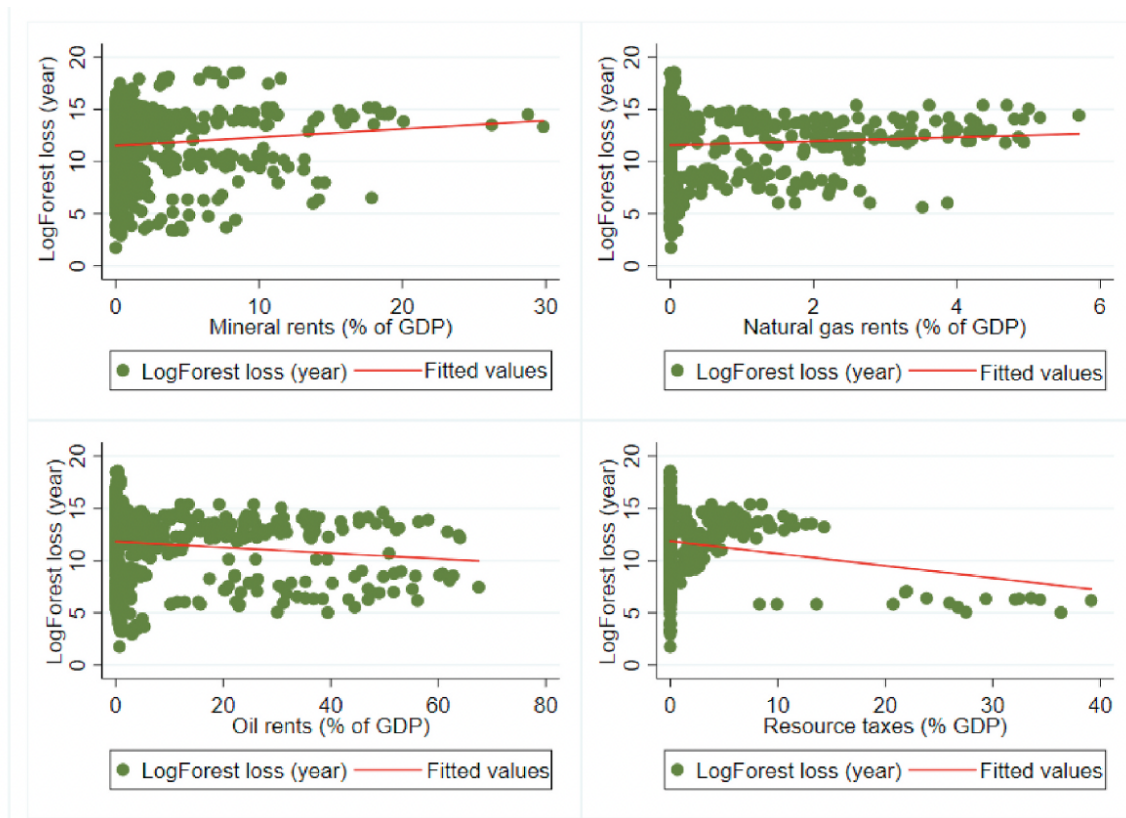 LogForest loss (year)
20
15
10
5
0
0 10 20 30
Mineral rents (% of GDP)
LogForest loss (year) Fitted values
LogForest loss (year)
20
15
10
5
0
0 2 4 6
Natural gas rents (% of GDP)
LogForest loss (year) Fitted values
LogForest loss (year)
20
15
10
5
0
0 20 40 60 80
Oil rents (% of GDP)
LogForest loss (year) Fitted values
LogForest loss (year)
20
15
10
5
0
0 10 20 30 40
Resource taxes (% GDP)
LogForest loss (year) Fitted values